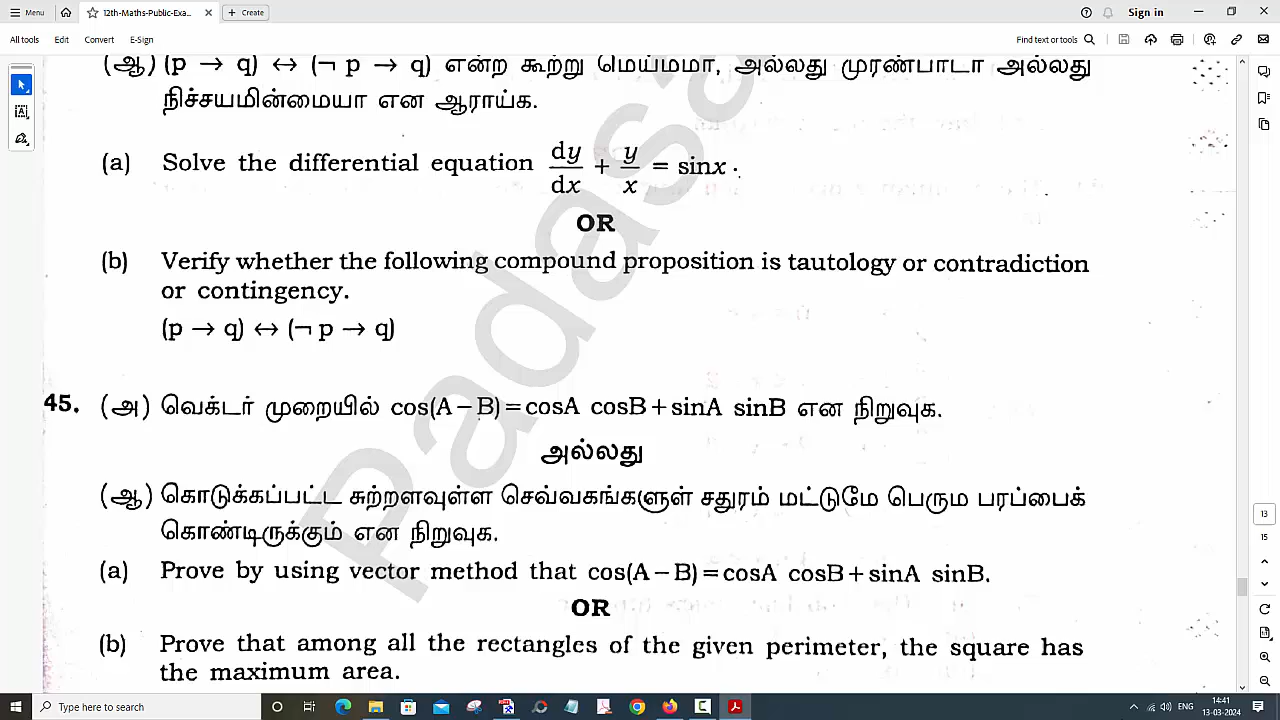 Menu
12th-Maths-Public-Exa...
+ Create
Sign in
All tools Edit Convert E-Sign
Find text or tools
(ஆ) (p → q) ↔ (¬ p → q) என்ற கூற்று மெய்மமா, அல்லது முரண்பாடா அல்லது
நிச்சயமின்மையா என ஆராய்க.
(a) Solve the differential equation dy/dx + y/x = sinx.
OR
(b) Verify whether the following compound proposition is tautology or contradiction
or contingency.
(p → q) ↔ (¬ p → q)
45. (அ) வெக்டர் முறையில் cos(A – B) = cosA cosB + sinA sinB என நிறுவுக.
அல்லது
(ஆ) கொடுக்கப்பட்ட சுற்றளவுள்ள செவ்வகங்களுள் சதுரம் மட்டுமே பெரும பரப்பைக்
கொண்டிருக்கும் என நிறுவுக.
(a) Prove by using vector method that cos(A – B) = cosA cosB + sinA sinB.
OR
(b) Prove that among all the rectangles of the given perimeter, the square has
the maximum area.
Padasa
13
15
Type here to search
ENG
14:41
13-03-2024